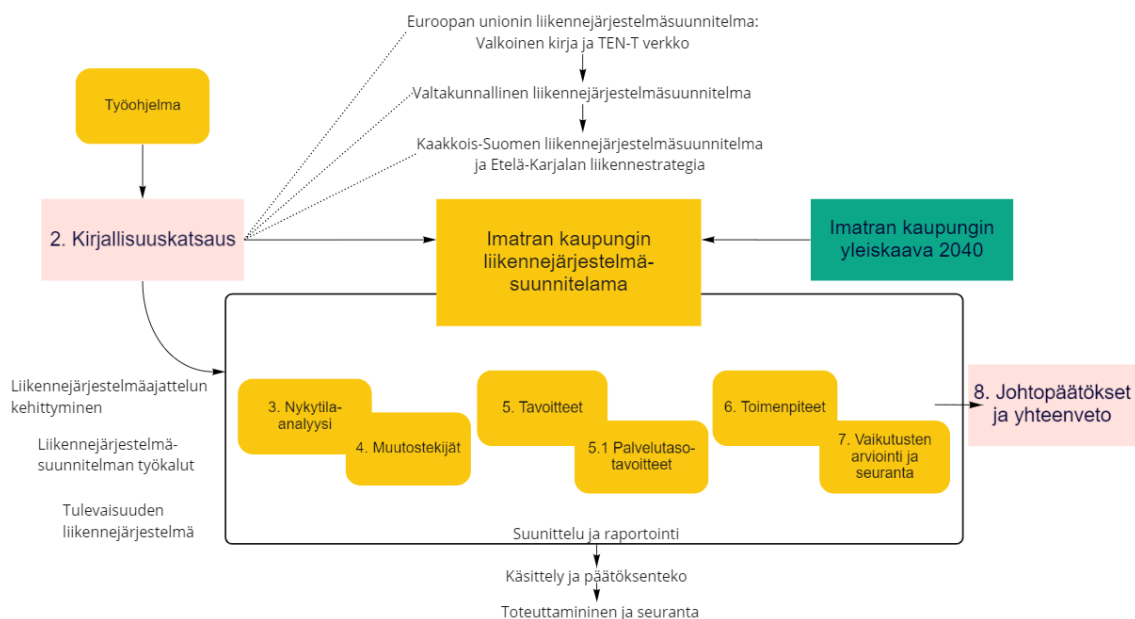 Euroopan unionin liikennejärjestelmäsuunnitelma:
Valkoinen kirja ja TEN-T verkko
Työohjelma
Valtakunnallinen liikennejärjestelmäsuunnitelma
Kaakkois-Suomen liikennejärjestelmäsuunnitelma
ja Etelä-Karjalan liikennestrategia
2. Kirjallisuuskatsaus
Imatran kaupungin
liikennejärjestelmä-
suunnitelama
Imatran kaupungin
yleiskaava 2040
Liikennejärjestelmäajattelun
kehittyminen
Liikennejärjestelmä-
suunnitelman työkalut
Tulevaisuuden
liikennejärjestelmä
3. Nykytila-
analyysi
4. Muutostekijät
5. Tavoitteet
5.1 Palvelutaso-
tavoitteet
6. Toimenpiteet
7. Vaikutusten
arviointi ja
seuranta
8. Johtopäätökset
ja yhteenveto
Suunnittelu ja raportointi
Käsittely ja päätöksenteko
Toteuttamininen ja seuranta